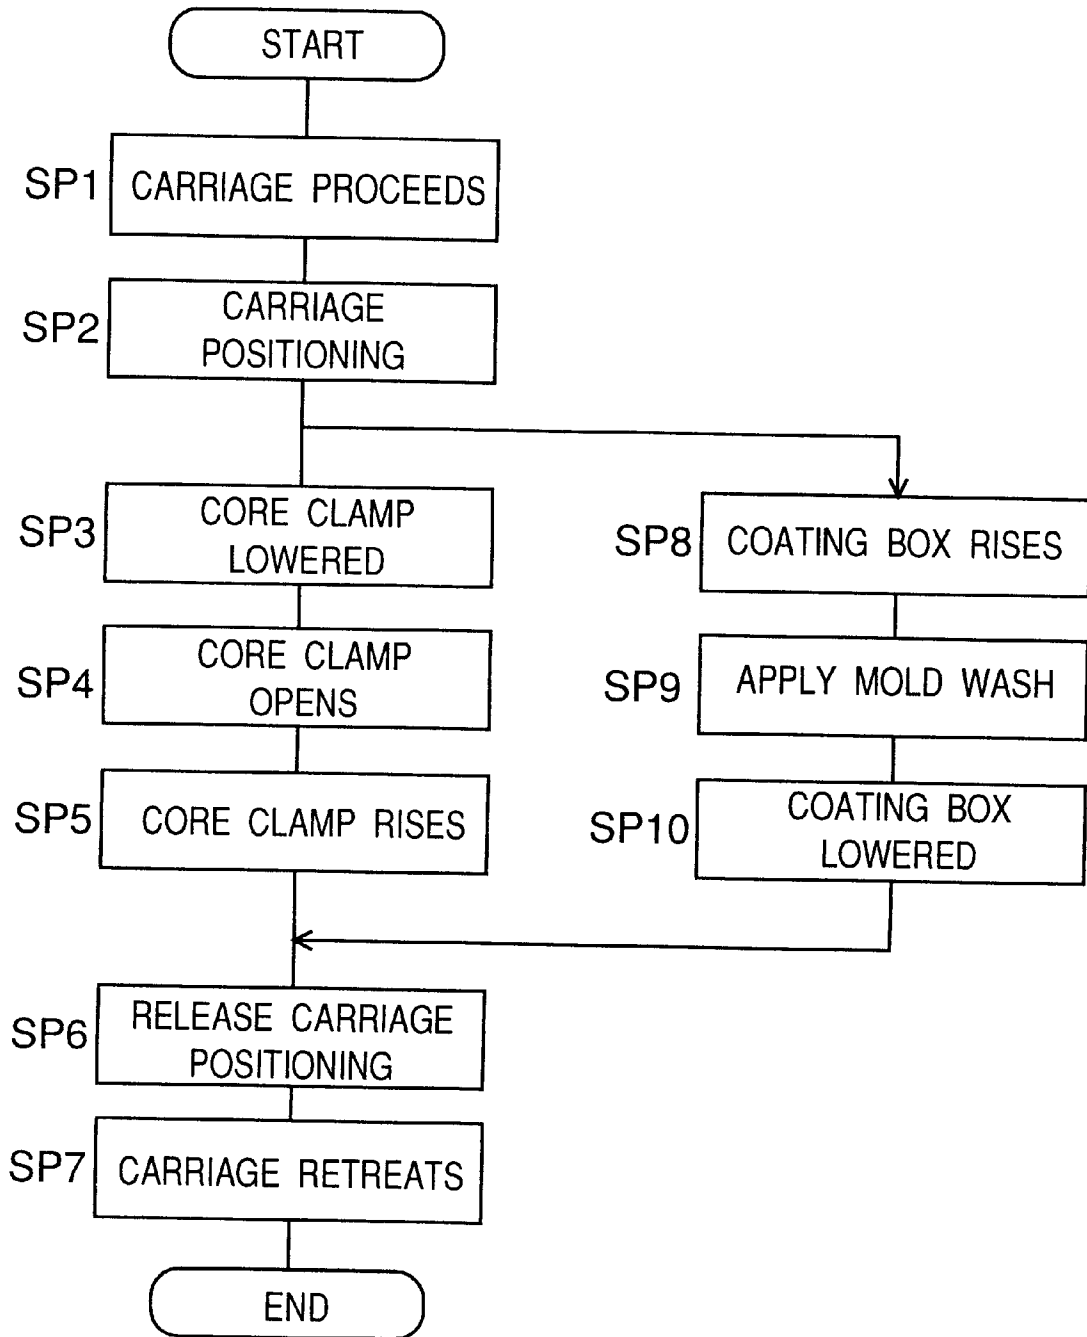 START
SP1
CARRIAGE PROCEEDS
SP2
CARRIAGE
POSITIONING
SP3
CORE CLAMP
LOWERED
SP4
CORE CLAMP
OPENS
SP5
CORE CLAMP RISES
SP8
COATING BOX RISES
SP9
APPLY MOLD WASH
SP10
COATING BOX
LOWERED
SP6
RELEASE CARRIAGE
POSITIONING
SP7
CARRIAGE RETREATS
END